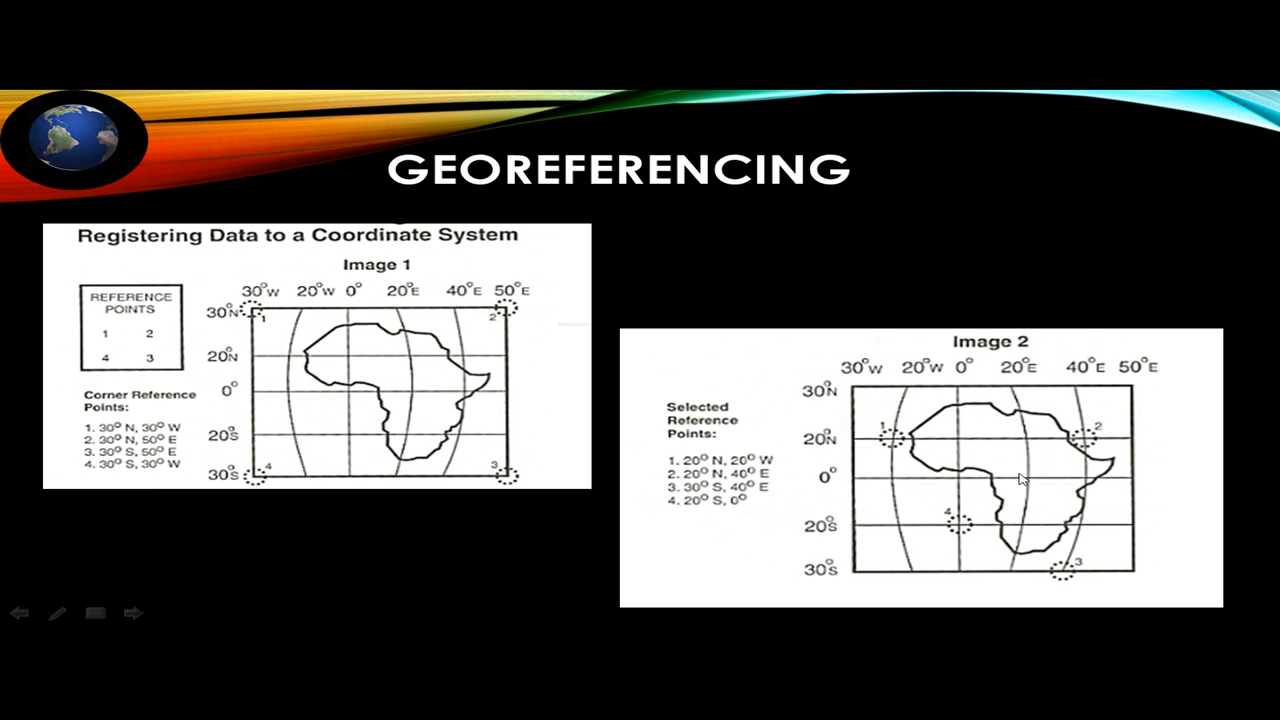 GEOREFERENCING
Registering Data to a Coordinate System
Image 1
30°W 20°W 0° 20°E 40°E 50°E
REFERENCE
POINTS
1 2
4 3
Corner Reference
Points:
1. 30° N, 30° W
2. 30° N, 50° E
3. 30° S, 50° E
4. 30° S, 30° W
30°N
20°N
0°
20°S
30°S
1
2
4
3
Image 2
30°W 20°W 0° 20°E 40°E 50°E
Selected
Reference
Points:
1. 20° N, 20° W
2. 20° N, 40° E
3. 30° S, 40° E
4. 20° S, 0°
30°N
20°N
0°
20°S
30°S
1
2
4
3